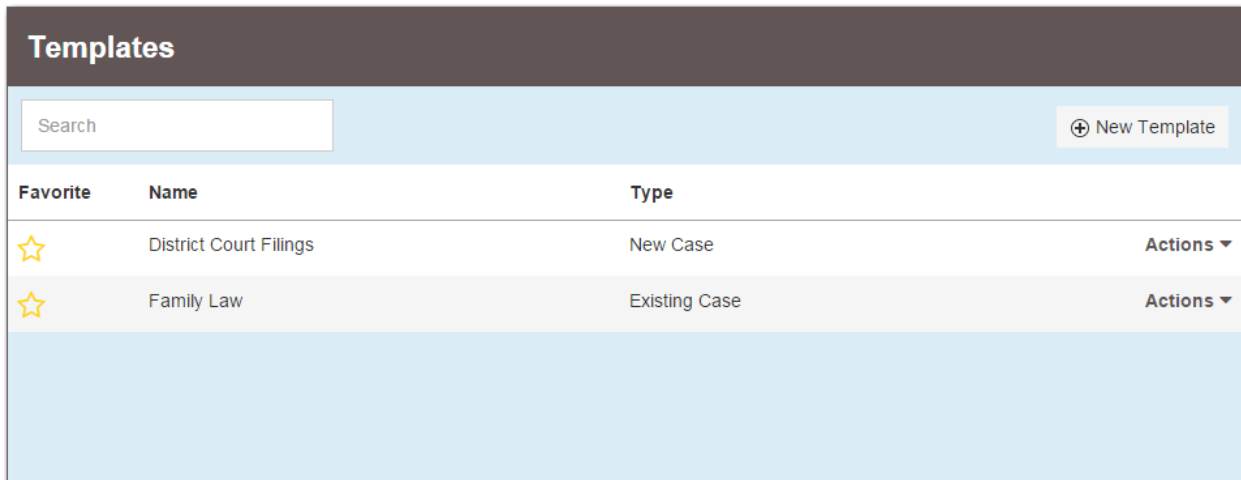 Templates
Search
New Template
Favorite Name Type
District Court Filings New Case Actions
Family Law Existing Case Actions